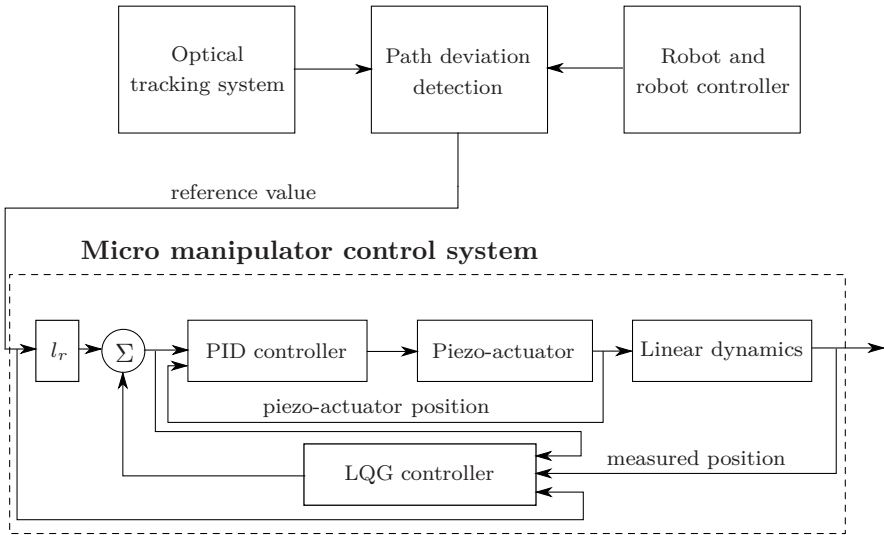 Optical
tracking system
Path deviation
detection
Robot and
robot controller
reference value
Micro manipulator control system
l_r
Σ
PID controller
Piezo-actuator
Linear dynamics
piezo-actuator position
LQG controller
measured position